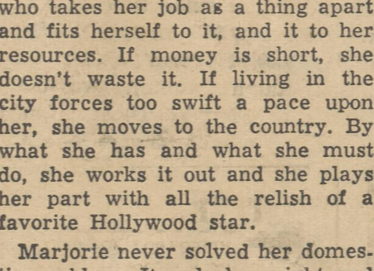 who takes her job as a thing apart
and fits herself to it, and it to her
resources. If money is short, she
doesn't waste it. If living in the
city forces too swift a pace upon
her, she moves to the country. By
what she has and what she must
do, she works it out and she plays
her part with all the relish of a
favorite Hollywood star.
Marjorie never solved her domes-